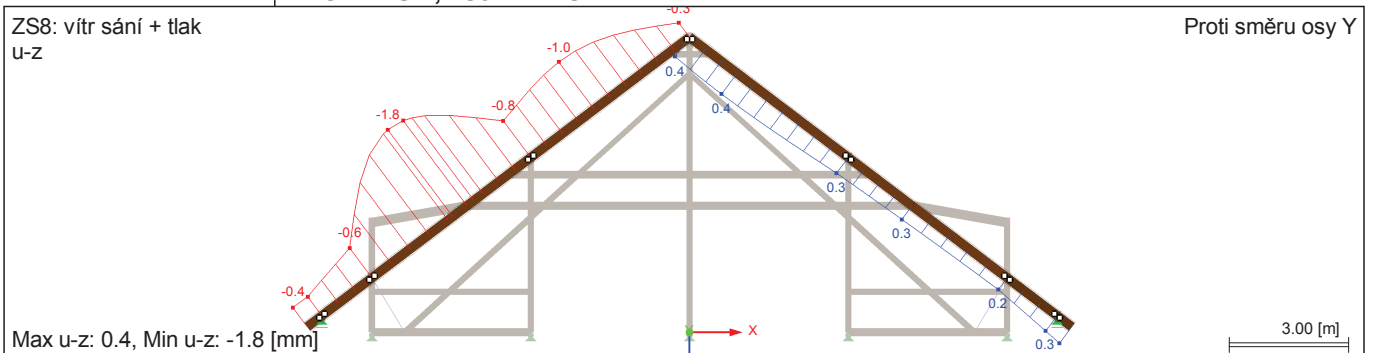 ZS8: vítr sání + tlak
u-z
Proti směru osy Y
-0.3
-1.0
-0.8
-1.8
-0.6
-0.4
0.4
0.4
0.3
0.3
0.2
0.3
X
Max u-z: 0.4, Min u-z: -1.8 [mm]
3.00 [m]